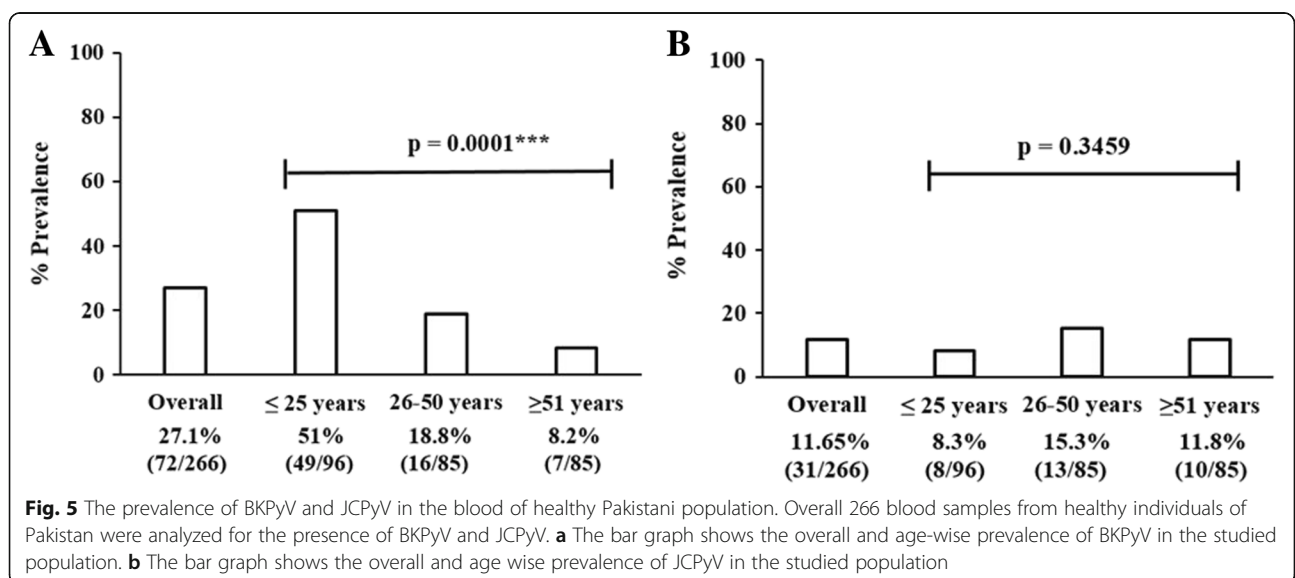 A
100
80
60
40
20
0
% Prevalence
p = 0.0001***
Overall ≤ 25 years 26-50 years ≥51 years
27.1% 51% 18.8% 8.2%
(72/266) (49/96) (16/85) (7/85)
B
100
80
60
40
20
0
% Prevalence
p = 0.3459
Overall ≤ 25 years 26-50 years ≥51 years
11.65% 8.3% 15.3% 11.8%
(31/266) (8/96) (13/85) (10/85)
Fig. 5 The prevalence of BKPyV and JCPyV in the blood of healthy Pakistani population. Overall 266 blood samples from healthy individuals of
Pakistan were analyzed for the presence of BKPyV and JCPyV. a The bar graph shows the overall and age-wise prevalence of BKPyV in the studied
population. b The bar graph shows the overall and age wise prevalence of JCPyV in the studied population